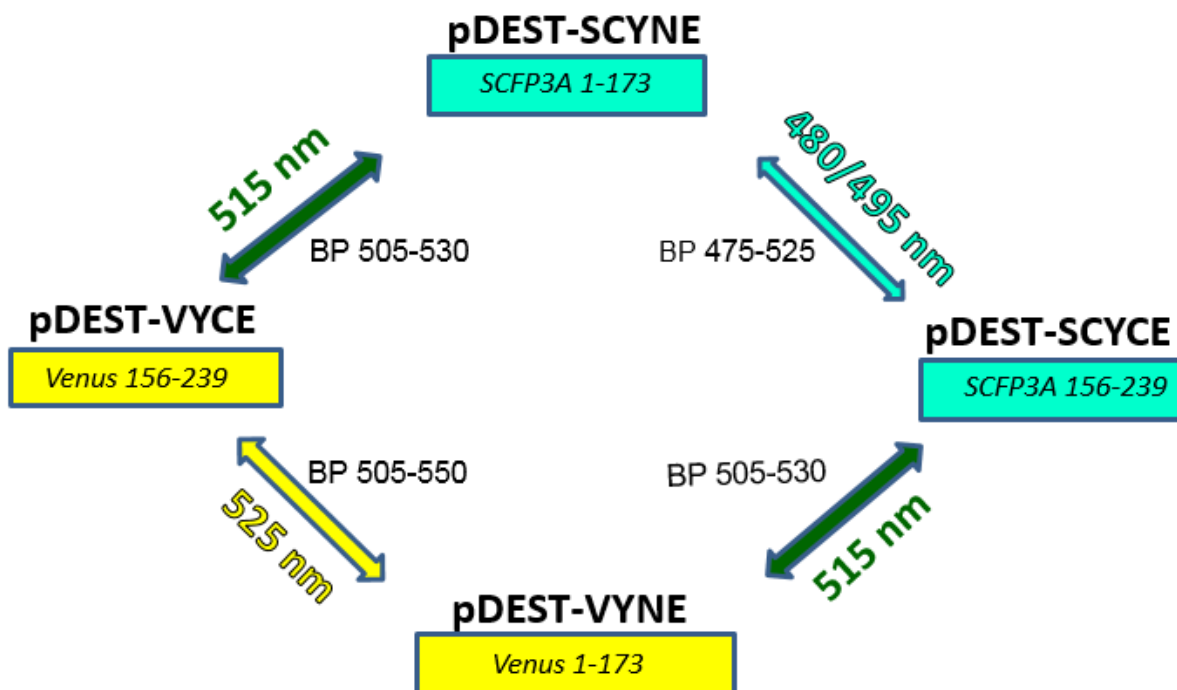 pDEST-SCYNE
SCFP3A 1-173
515 nm
480/495 nm
BP 505-530
BP 475-525
pDEST-VYCE
Venus 156-239
pDEST-SCYCE
SCFP3A 156-239
BP 505-550
BP 505-530
525 nm
515 nm
pDEST-VYNE
Venus 1-173